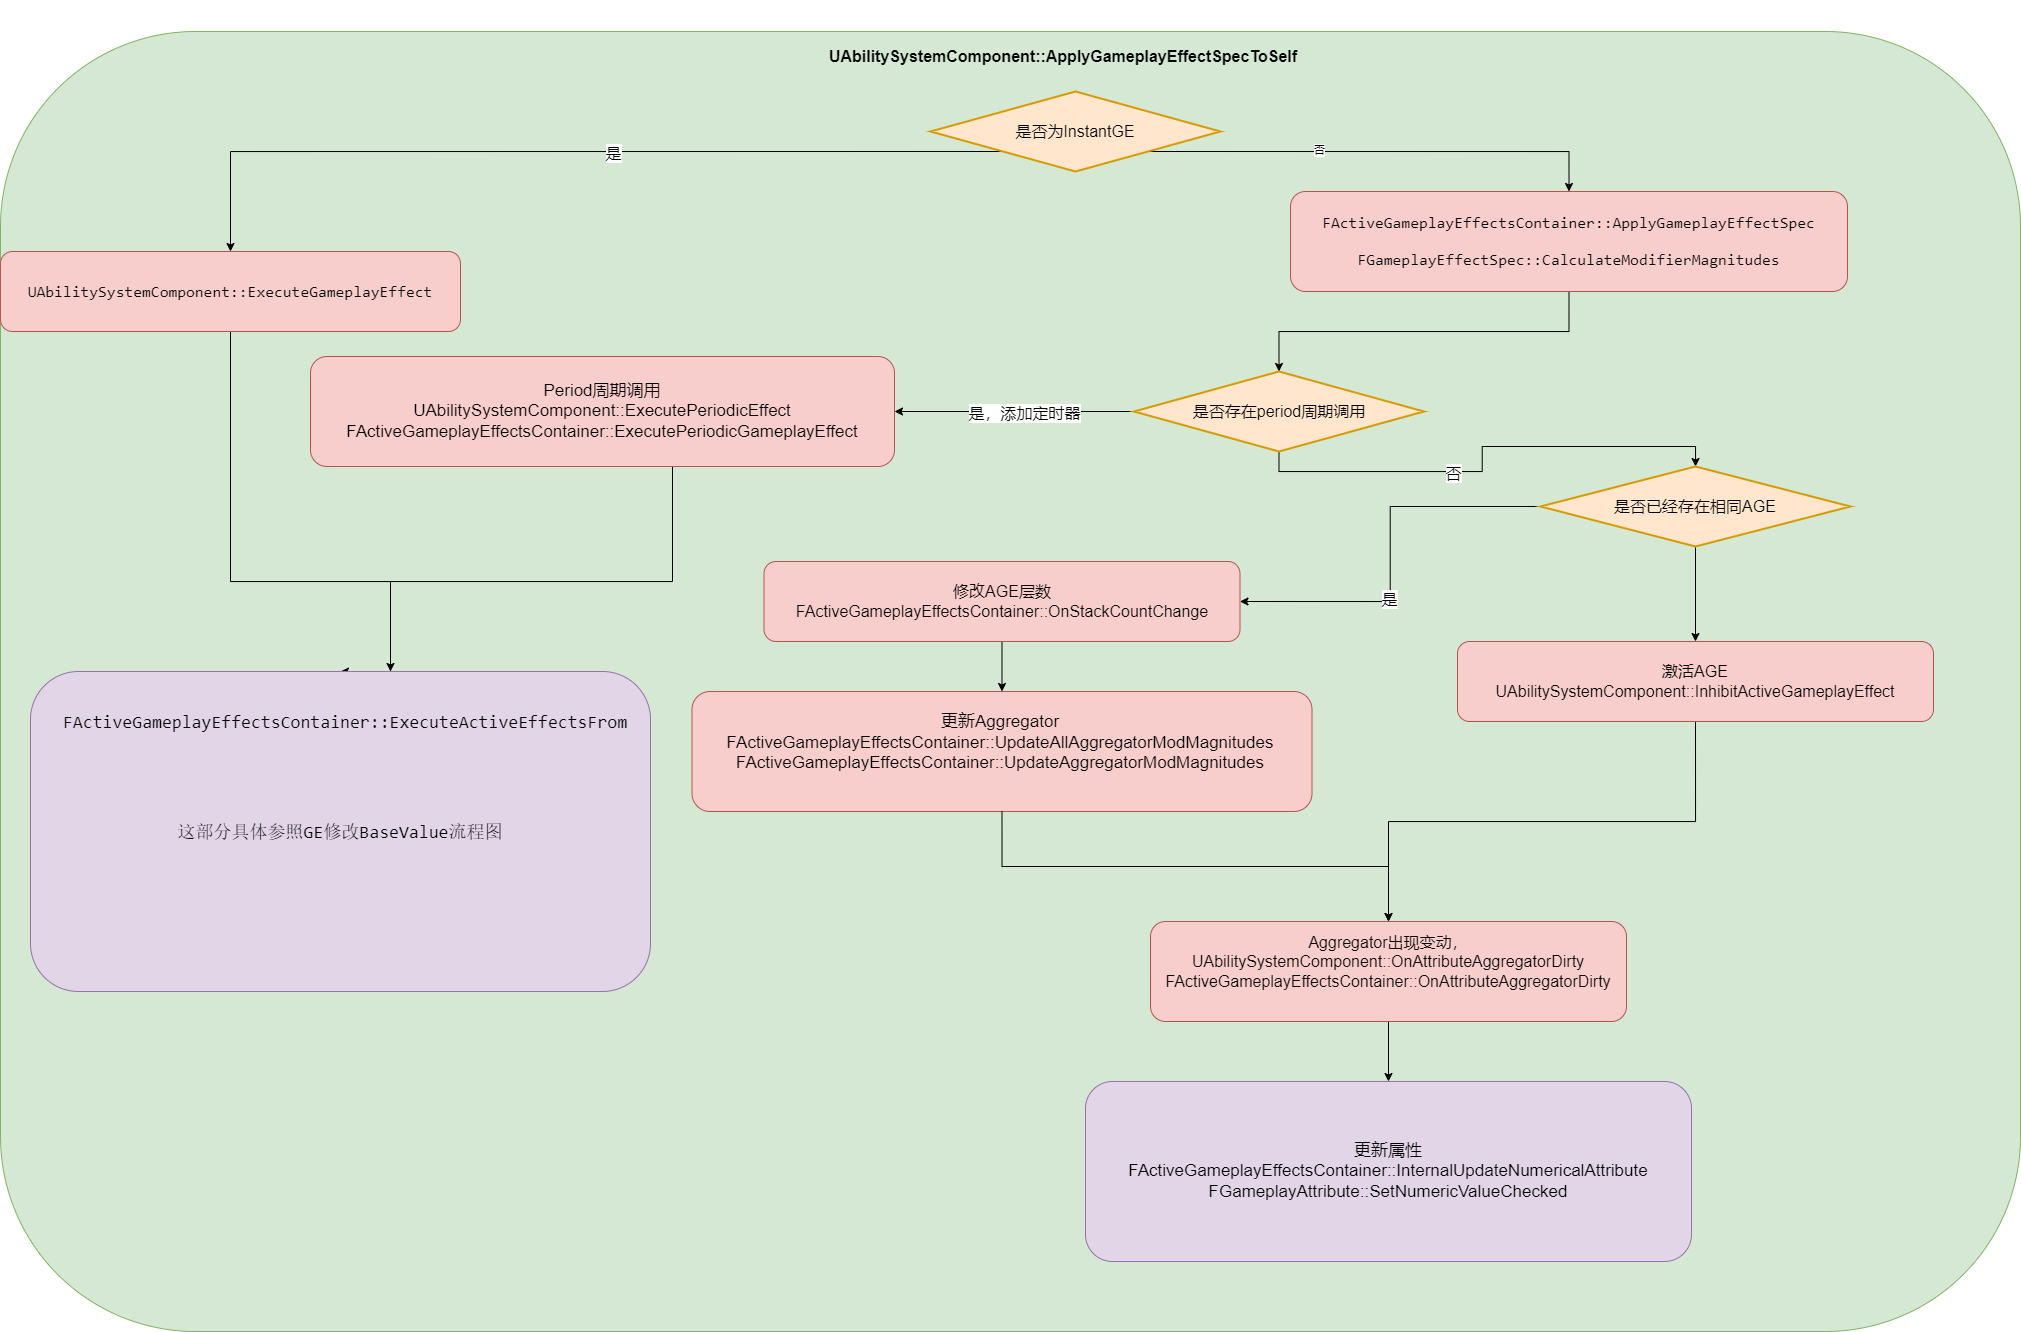 UAbilitySystemComponent::ApplyGameplayEffectSpecToSelf
是否为InstantGE
是
否
FActiveGameplayEffectsContainer::ApplyGameplayEffectSpec
FGameplayEffectSpec::CalculateModifierMagnitudes
UAbilitySystemComponent::ExecuteGameplayEffect
Period周期调用
UAbilitySystemComponent::ExecutePeriodicEffect
FActiveGameplayEffectsContainer::ExecutePeriodicGameplayEffect
是，添加定时器
是否存在period周期调用
否
是否已经存在相同AGE
是
修改AGE层数
FActiveGameplayEffectsContainer::OnStackCountChange
激活AGE
UAbilitySystemComponent::InhibitActiveGameplayEffect
FActiveGameplayEffectsContainer::ExecuteActiveEffectsFrom
这部分具体参照GE修改BaseValue流程图
更新Aggregator
FActiveGameplayEffectsContainer::UpdateAllAggregatorModMagnitudes
FActiveGameplayEffectsContainer::UpdateAggregatorModMagnitudes
Aggregator出现变动，
UAbilitySystemComponent::OnAttributeAggregatorDirty
FActiveGameplayEffectsContainer::OnAttributeAggregatorDirty
更新属性
FActiveGameplayEffectsContainer::InternalUpdateNumericalAttribute
FGameplayAttribute::SetNumericValueChecked